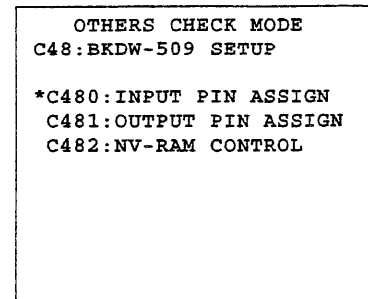 OTHERS CHECK MODE
C48:BKDW-509 SETUP
*C480:INPUT PIN ASSIGN
C481:OUTPUT PIN ASSIGN
C482:NV-RAM CONTROL